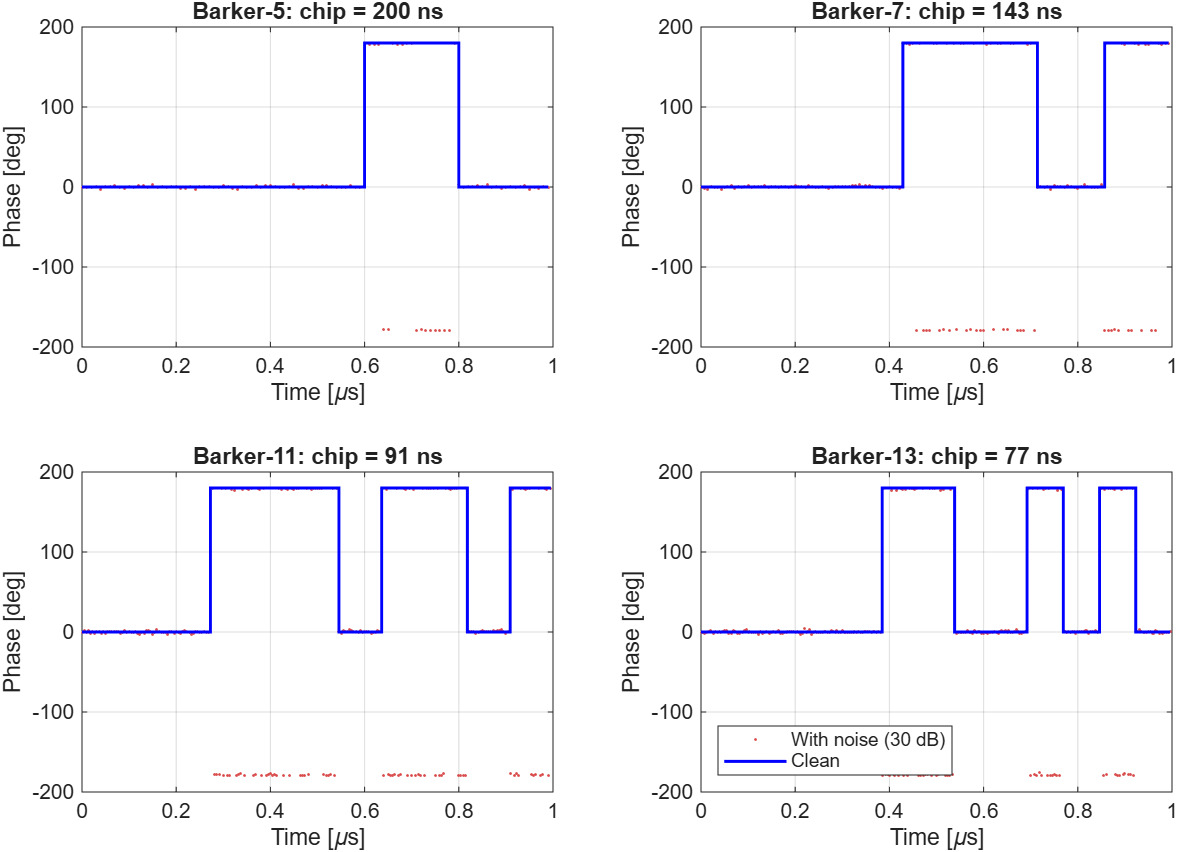 Barker-5: chip = 200 ns
200
100
0
-100
-200
Phase [deg]
0 0.2 0.4 0.6 0.8 1
Time [µs]
Barker-7: chip = 143 ns
200
100
0
-100
-200
Phase [deg]
0 0.2 0.4 0.6 0.8 1
Time [µs]
Barker-11: chip = 91 ns
200
100
0
-100
-200
Phase [deg]
0 0.2 0.4 0.6 0.8 1
Time [µs]
Barker-13: chip = 77 ns
200
100
0
-100
-200
Phase [deg]
With noise (30 dB)
Clean
0 0.2 0.4 0.6 0.8 1
Time [µs]